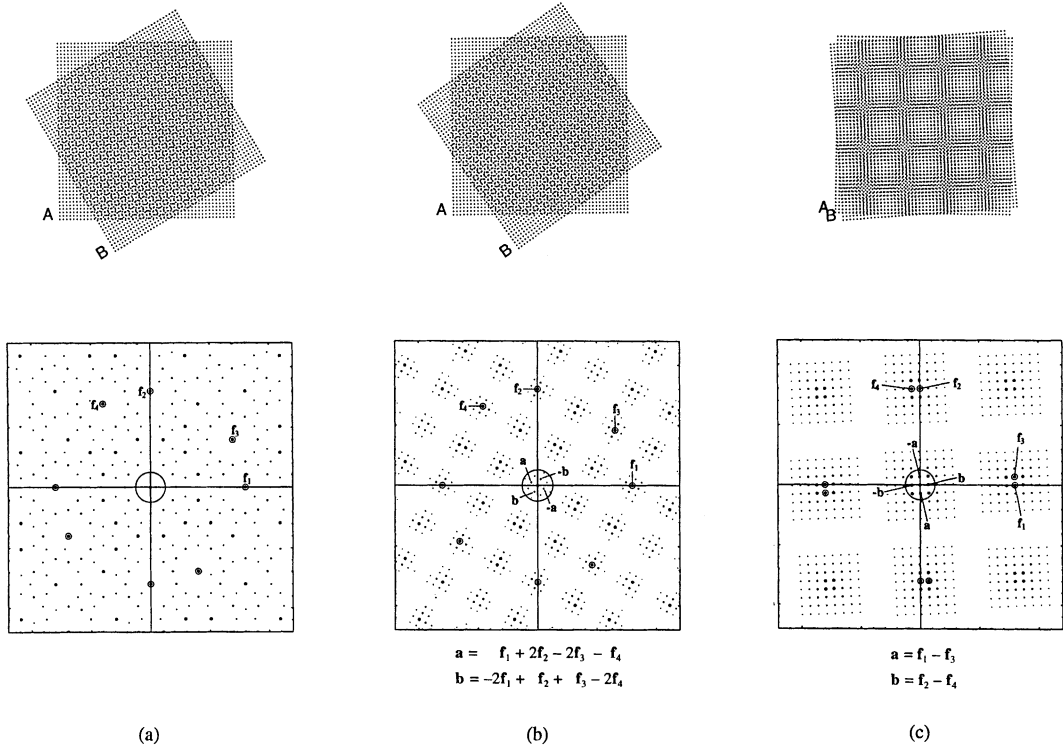 A
B
A
B
A
B
f₂
f₄
f₃
f₁
f₂
f₄
f₃
f₁
a
-b
b
-a
f₄
f₂
f₃
-a
b
-b
a
f₁
a = f₁ + 2f₂ − 2f₃ − f₄
b = −2f₁ + f₂ + f₃ − 2f₄
a = f₁ − f₃
b = f₂ − f₄
(a) (b) (c)